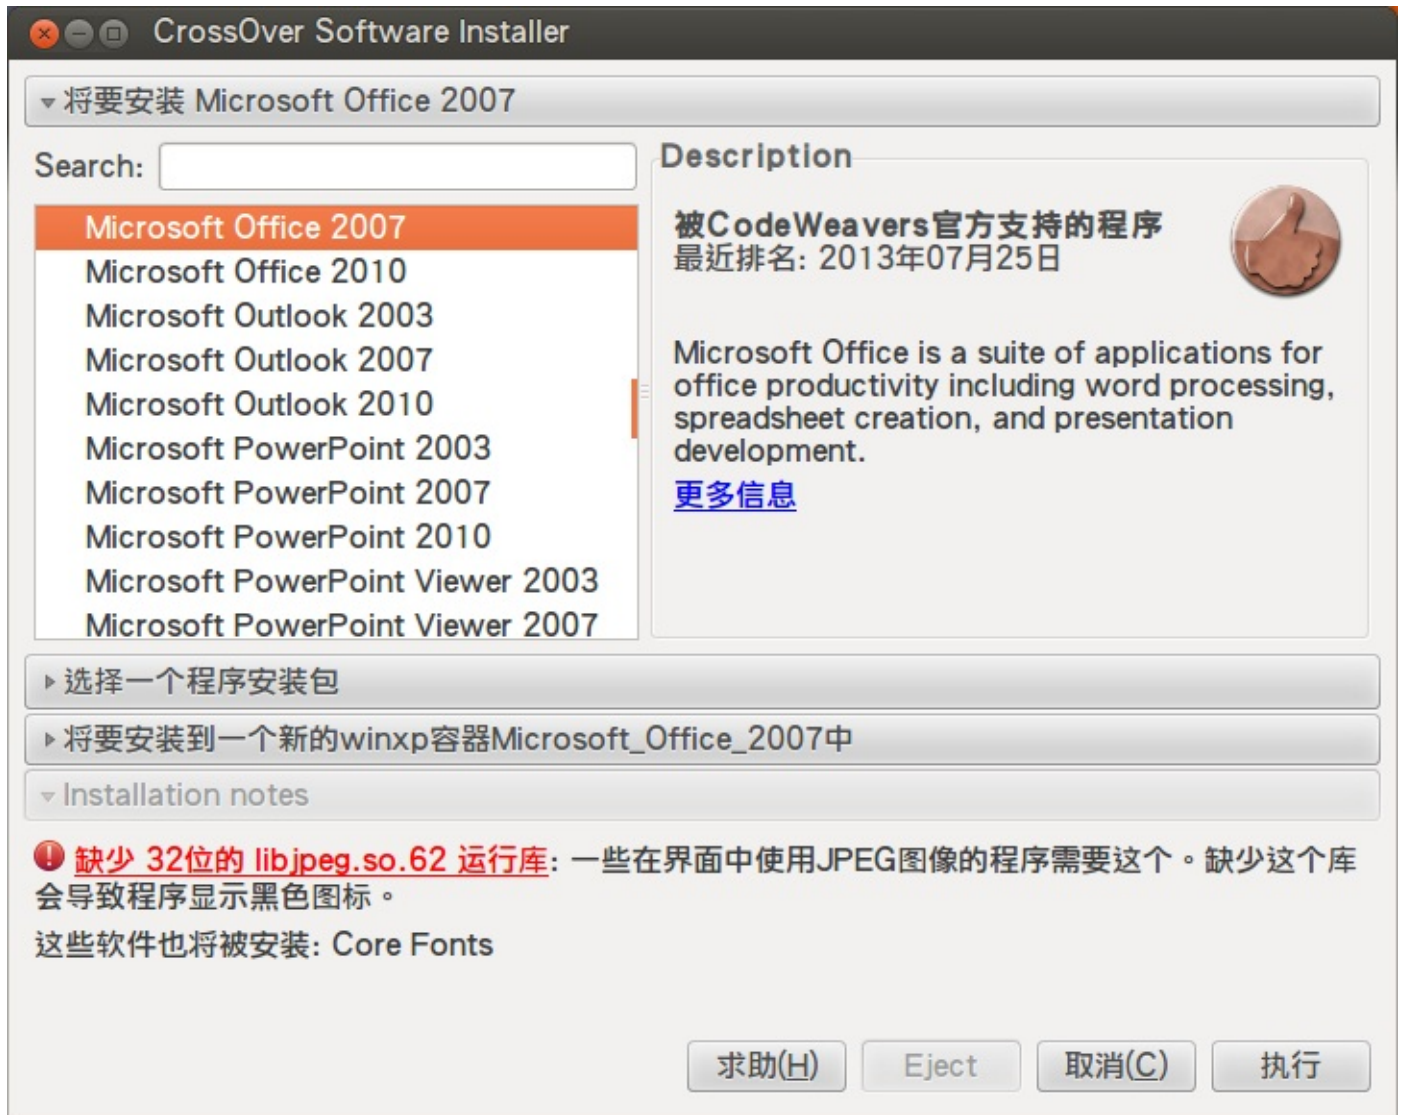 CrossOver Software Installer
将要安装 Microsoft Office 2007
Search:
Microsoft Office 2007
Microsoft Office 2010
Microsoft Outlook 2003
Microsoft Outlook 2007
Microsoft Outlook 2010
Microsoft PowerPoint 2003
Microsoft PowerPoint 2007
Microsoft PowerPoint 2010
Microsoft PowerPoint Viewer 2003
Microsoft PowerPoint Viewer 2007
Description
被CodeWeavers官方支持的程序
最近排名: 2013年07月25日
Microsoft Office is a suite of applications for
office productivity including word processing,
spreadsheet creation, and presentation
development.
更多信息
选择一个程序安装包
将要安装到一个新的winxp容器Microsoft_Office_2007中
Installation notes
缺少 32位的 libjpeg.so.62 运行库: 一些在界面中使用JPEG图像的程序需要这个。缺少这个库
会导致程序显示黑色图标。
这些软件也将被安装: Core Fonts
求助(H) Eject 取消(C) 执行